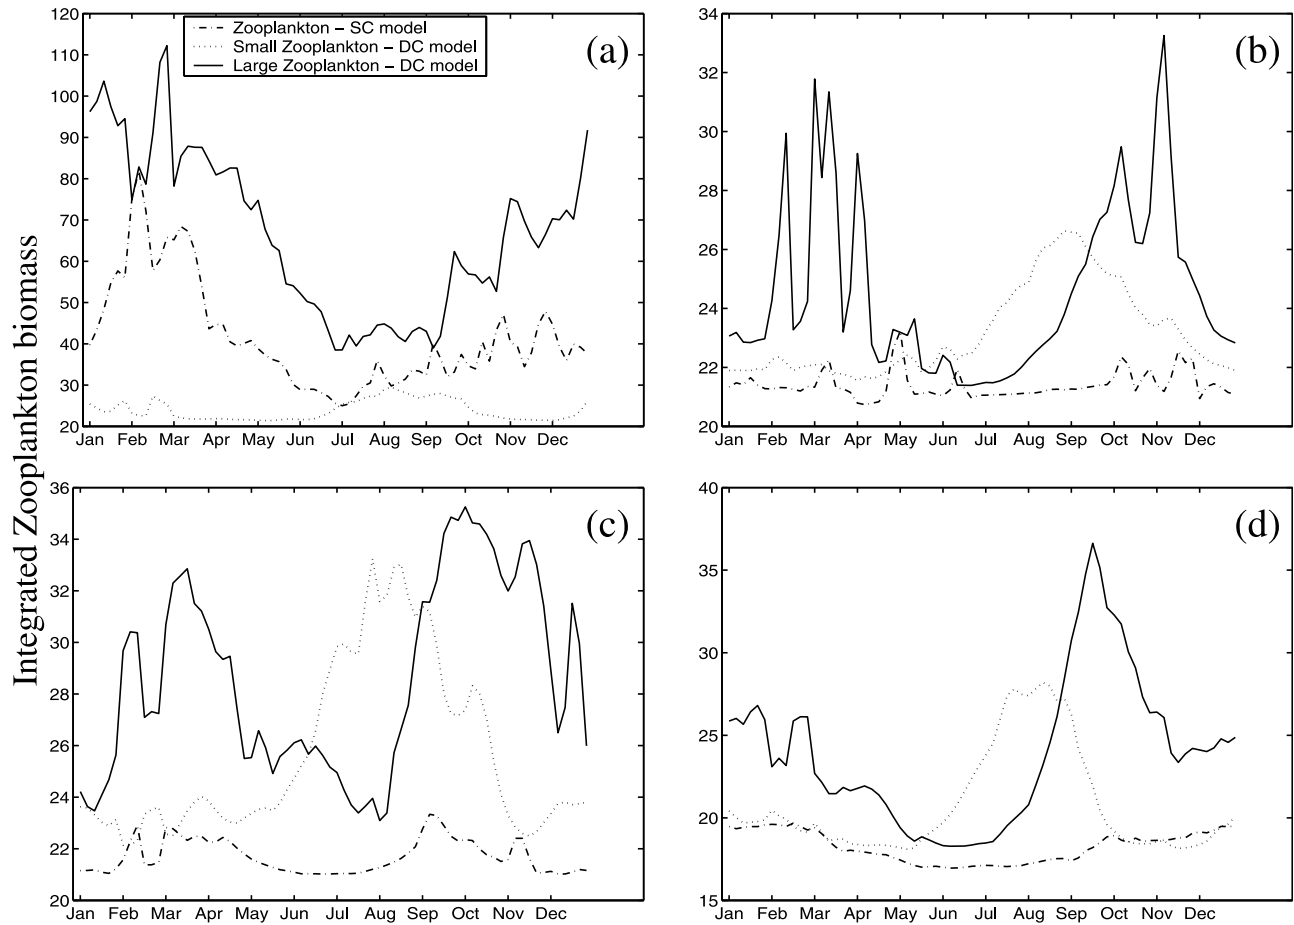 120
110
100
90
80
70
60
50
40
30
20
Zooplankton − SC model
Small Zooplankton − DC model
Large Zooplankton − DC model
(a)
Jan Feb Mar Apr May Jun Jul Aug Sep Oct Nov Dec
34
32
30
28
26
24
22
20
(b)
Jan Feb Mar Apr May Jun Jul Aug Sep Oct Nov Dec
Integrated Zooplankton biomass
36
34
32
30
28
26
24
22
20
(c)
Jan Feb Mar Apr May Jun Jul Aug Sep Oct Nov Dec
40
35
30
25
20
15
(d)
Jan Feb Mar Apr May Jun Jul Aug Sep Oct Nov Dec